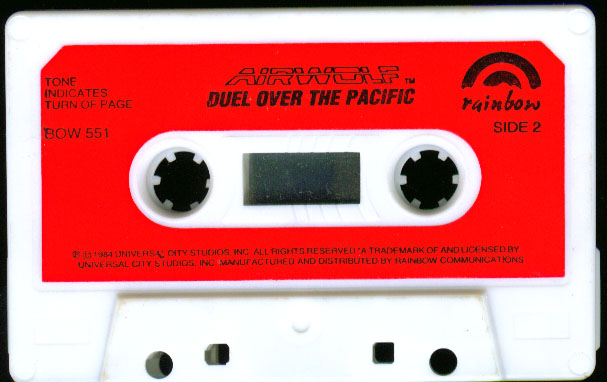 AIRWOLF™
DUEL OVER THE PACIFIC
TONE
INDICATES
TURN OF PAGE
BOW 551
rainbow
SIDE 2
℗ © 1984 UNIVERSAL CITY STUDIOS, INC. ALL RIGHTS RESERVED *A TRADEMARK OF AND LICENSED BY
UNIVERSAL CITY STUDIOS, INC. MANUFACTURED AND DISTRIBUTED BY RAINBOW COMMUNICATIONS